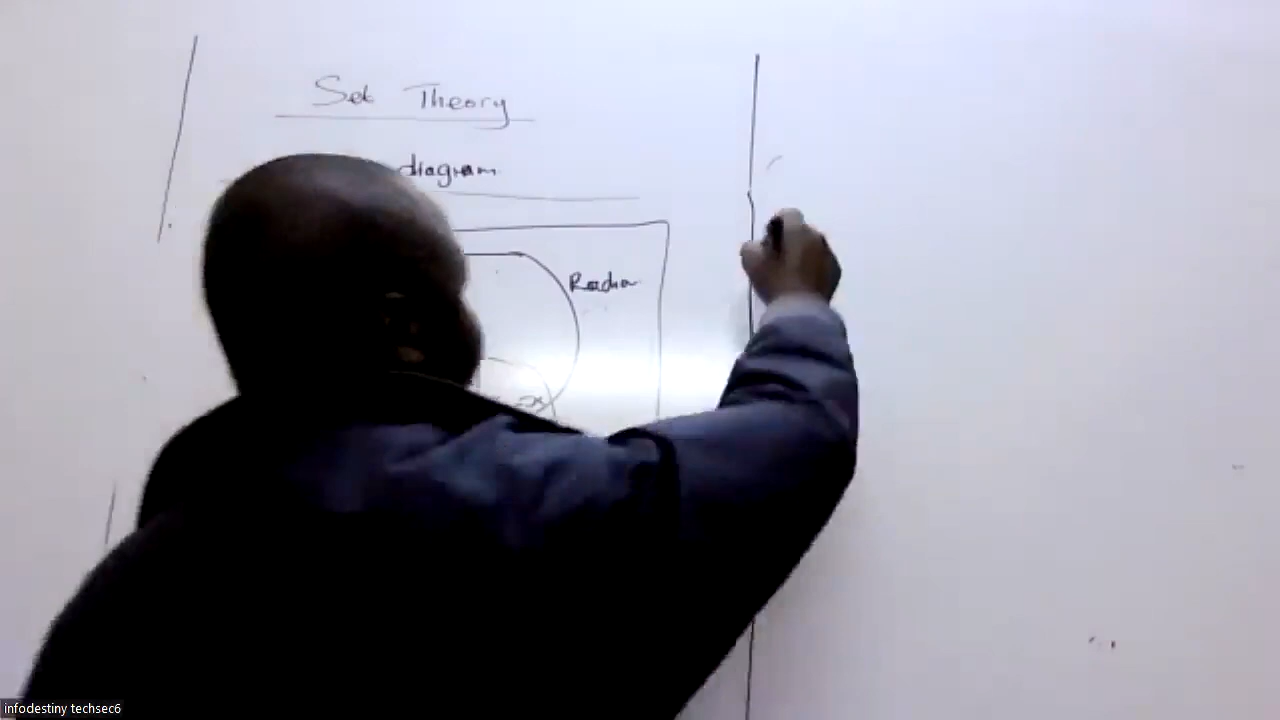 Set Theory
diagram
Radio
infodestiny techsec6